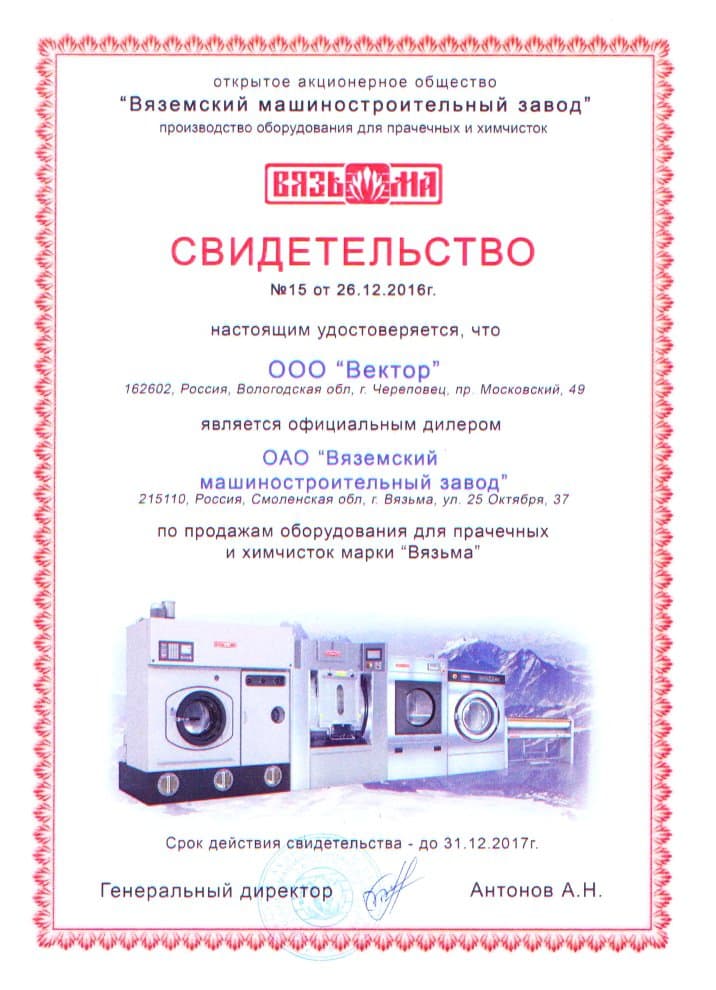 открытое акционерное общество
“Вяземский машиностроительный завод”
производство оборудования для прачечных и химчисток
ВЯЗЬМА
СВИДЕТЕЛЬСТВО
№15 от 26.12.2016г.
настоящим удостоверяется, что
ООО “Вектор”
162602, Россия, Вологодская обл, г. Череповец, пр. Московский, 49
является официальным дилером
ОАО “Вяземский
машиностроительный завод”
215110, Россия, Смоленская обл, г. Вязьма, ул. 25 Октября, 37
по продажам оборудования для прачечных
и химчисток марки “Вязьма”
Срок действия свидетельства - до 31.12.2017г.
Генеральный директор Антонов А.Н.